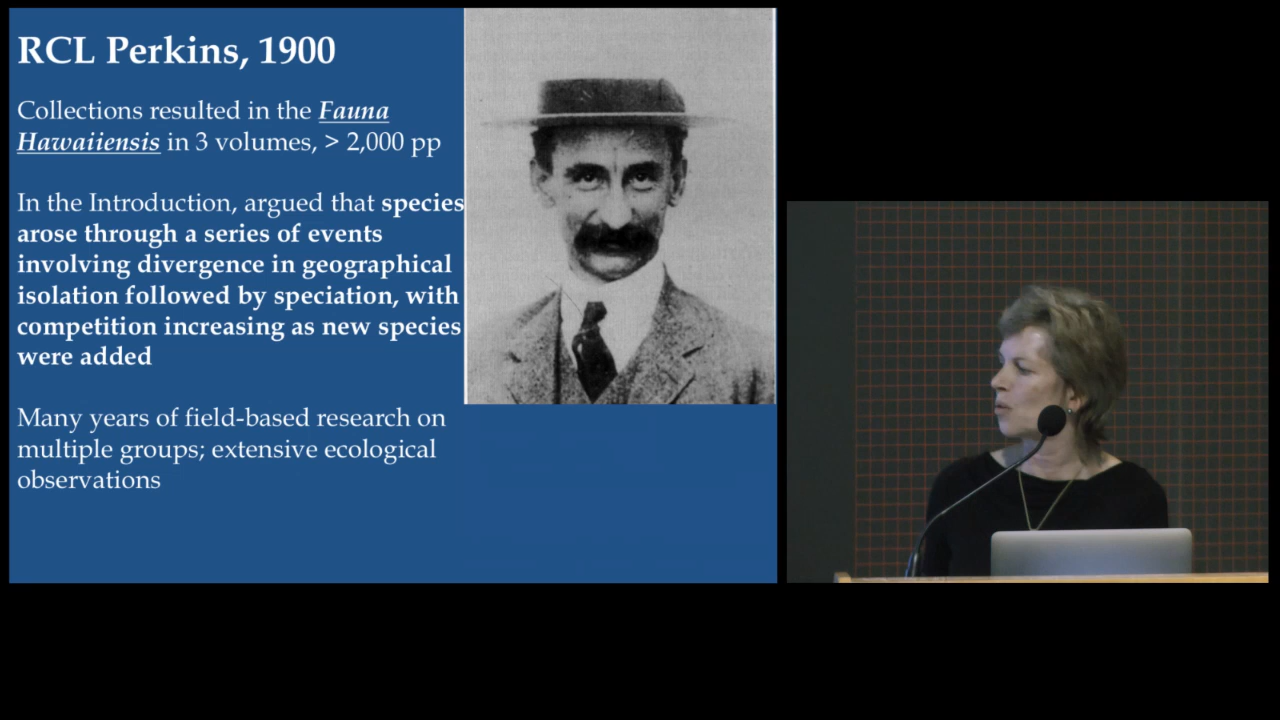 RCL Perkins, 1900
Collections resulted in the Fauna
Hawaiiensis in 3 volumes, > 2,000 pp
In the Introduction, argued that species
arose through a series of events
involving divergence in geographical
isolation followed by speciation, with
competition increasing as new species
were added
Many years of field-based research on
multiple groups; extensive ecological
observations